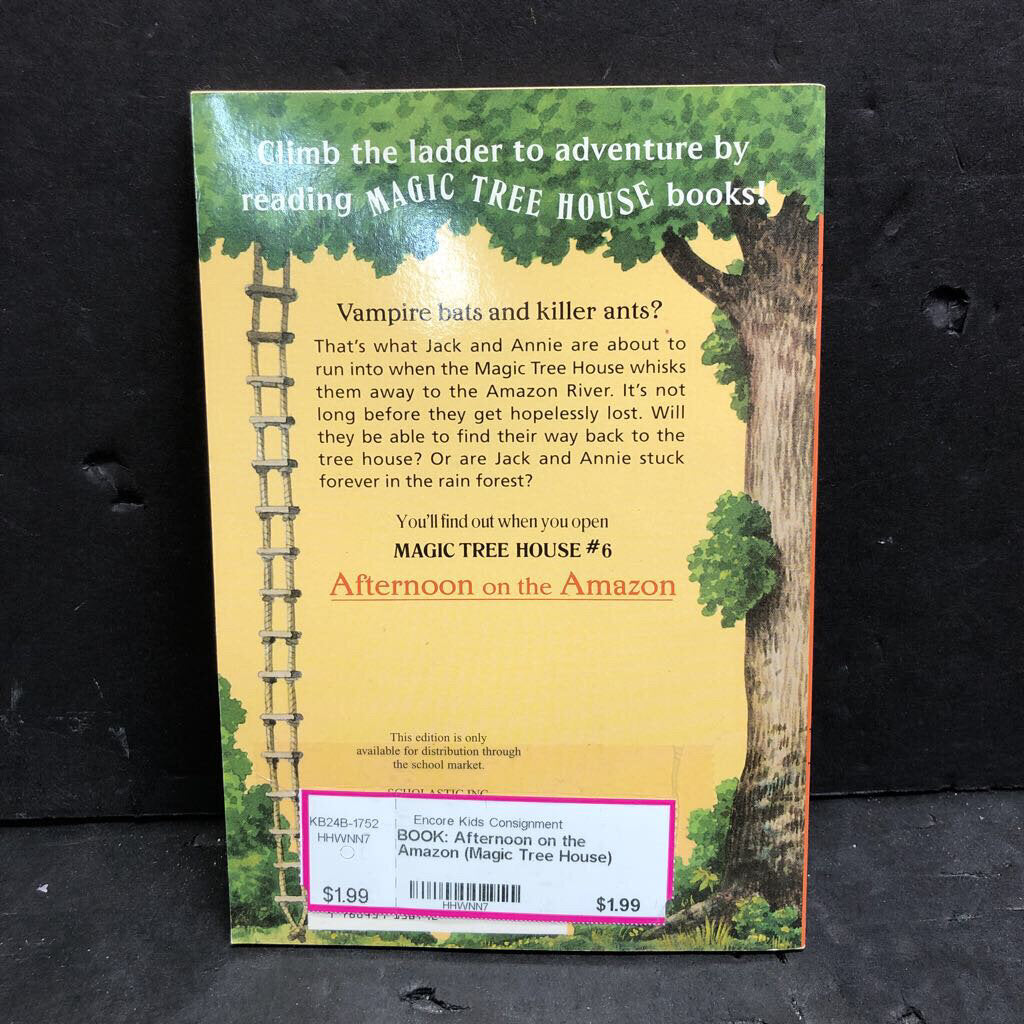 Climb the ladder to adventure by
reading MAGIC TREE HOUSE books!
Vampire bats and killer ants?
That's what Jack and Annie are about to
run into when the Magic Tree House whisks
them away to the Amazon River. It's not
long before they get hopelessly lost. Will
they be able to find their way back to the
tree house? Or are Jack and Annie stuck
forever in the rain forest?
You'll find out when you open
MAGIC TREE HOUSE #6
Afternoon on the Amazon
This edition is only
available for distribution through
the school market.
SCHOLASTIC INC.
KB24B-1752
HHWNN7
$1.99
Encore Kids Consignment
BOOK: Afternoon on the
Amazon (Magic Tree House)
HHWNN7
$1.99